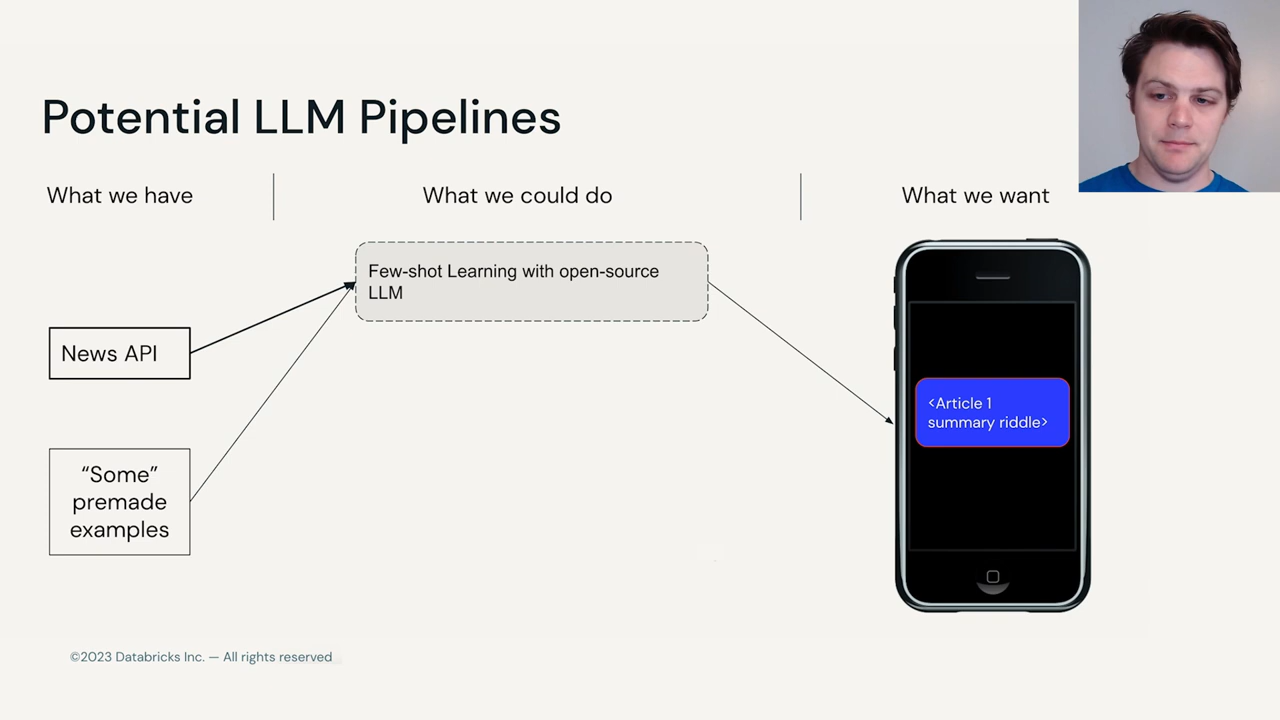 Potential LLM Pipelines
What we have
What we could do
What we want
Few-shot Learning with open-source
LLM
News API
“Some”
premade
examples
<Article 1
summary riddle>
©2023 Databricks Inc. — All rights reserved